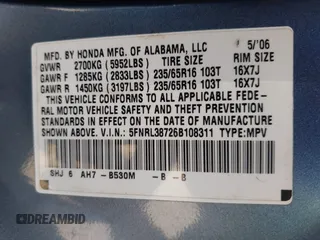 MFD. BY HONDA MFG. OF ALABAMA, LLC 5/'06
GVWR 2700KG (5952LBS) TIRE SIZE RIM SIZE
GAWR F 1285KG (2833LBS) 235/65R16 103T 16X7J
GAWR R 1450KG (3197LBS) 235/65R16 103T 16X7J
THIS VEHICLE CONFORMS TO ALL APPLICABLE FEDE-
RAL MOTOR VEHICLE SAFETY AND THEFT PREVENTION
STANDARDS IN EFFECT ON THE DATE OF MANUFACTURE
SHOWN ABOVE. V.I.N: 5FNRL38726B108311 TYPE:MPV
SHJ 6 AH7 - B530M - B - B
DREAMBID